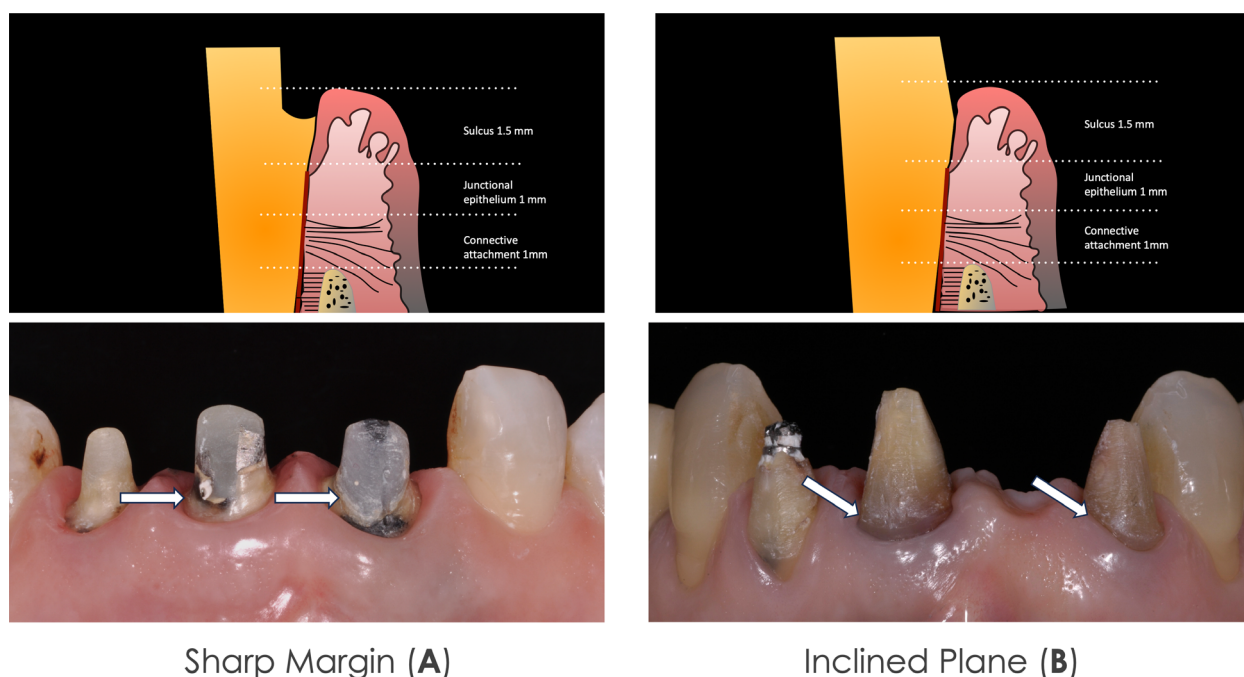 Sulcus 1.5 mm
Junctional
epithelium 1 mm
Connective
attachment 1mm
Sulcus 1.5 mm
Junctional
epithelium 1 mm
Connective
attachment 1mm
Sharp Margin (A)
Inclined Plane (B)